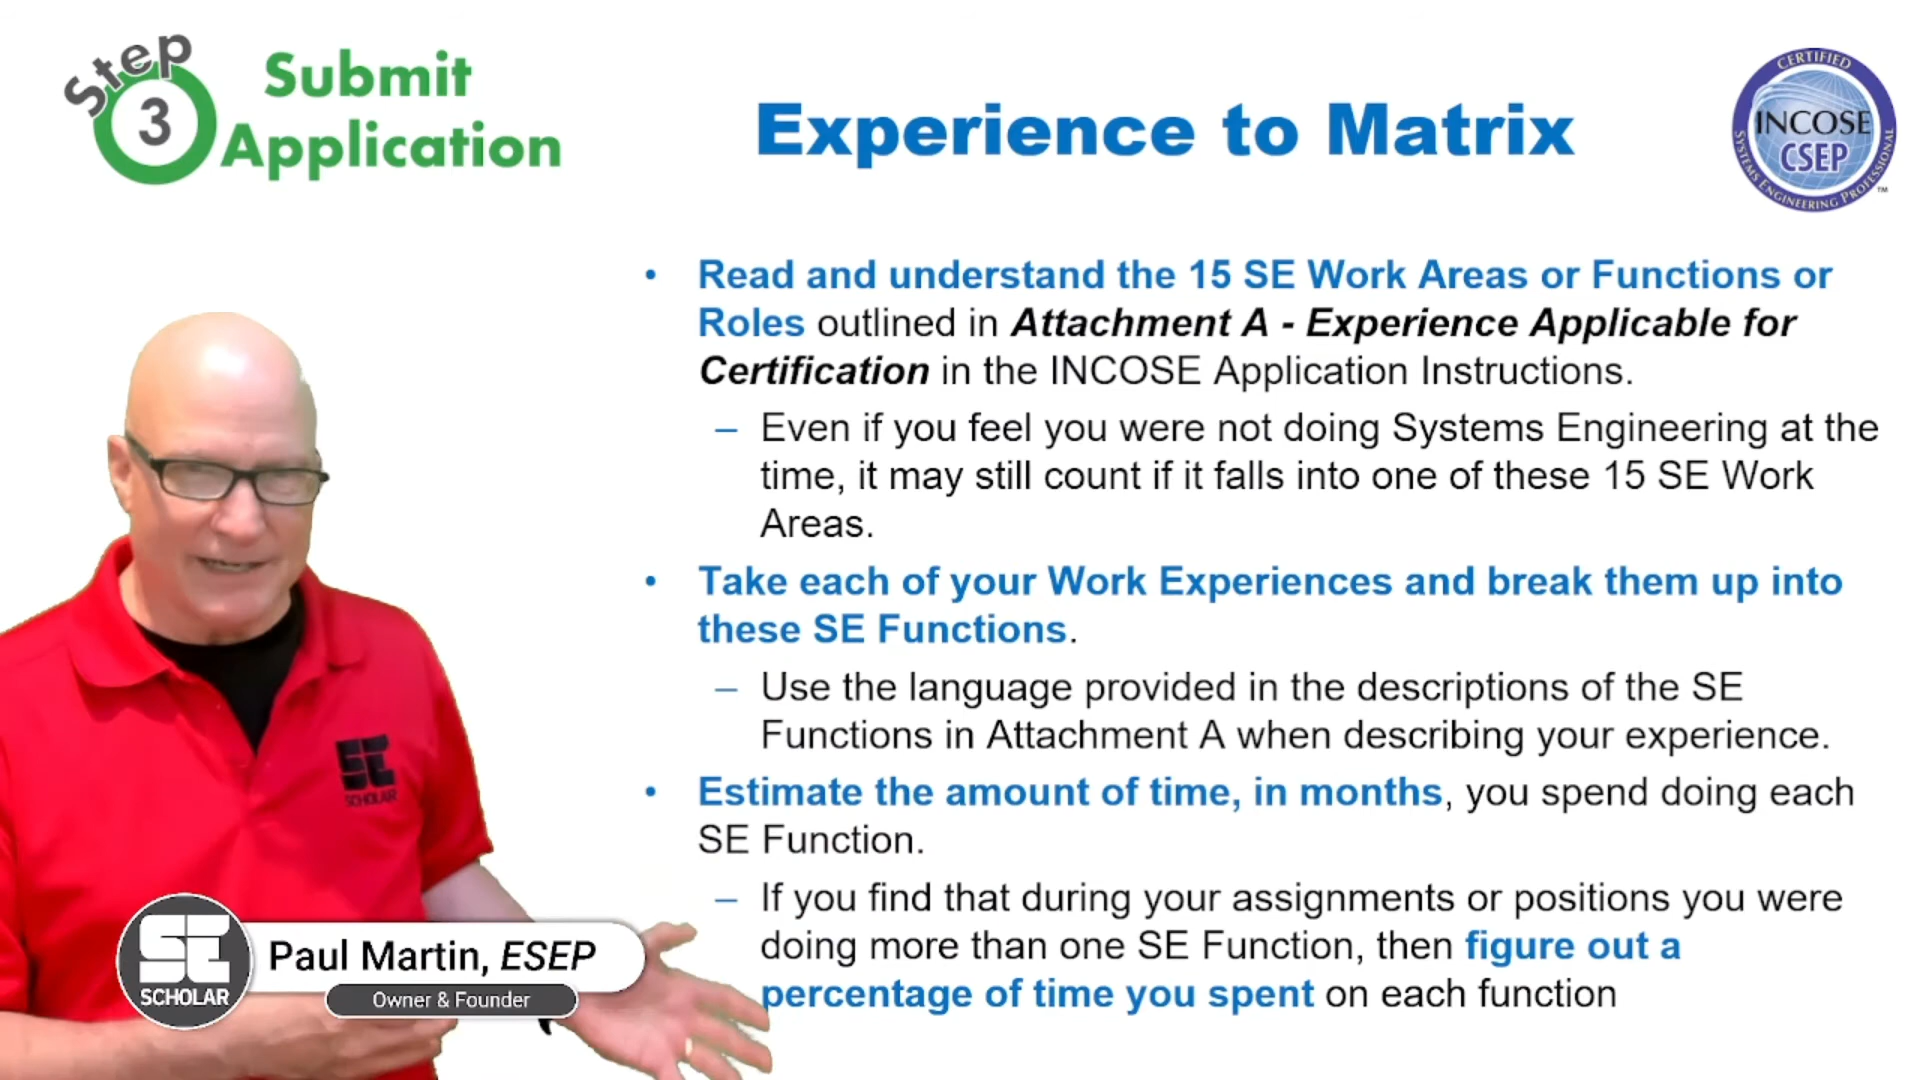 Step 3
Submit
Application
Experience to Matrix
CERTIFIED
INCOSE
CSEP
SYSTEMS ENGINEERING PROFESSIONAL
™
• Read and understand the 15 SE Work Areas or Functions or
Roles outlined in Attachment A - Experience Applicable for
Certification in the INCOSE Application Instructions.
– Even if you feel you were not doing Systems Engineering at the
time, it may still count if it falls into one of these 15 SE Work
Areas.
• Take each of your Work Experiences and break them up into
these SE Functions.
– Use the language provided in the descriptions of the SE
Functions in Attachment A when describing your experience.
• Estimate the amount of time, in months, you spend doing each
SE Function.
– If you find that during your assignments or positions you were
doing more than one SE Function, then figure out a
percentage of time you spent on each function
SE
SCHOLAR
SE
SCHOLAR
Paul Martin, ESEP
Owner & Founder